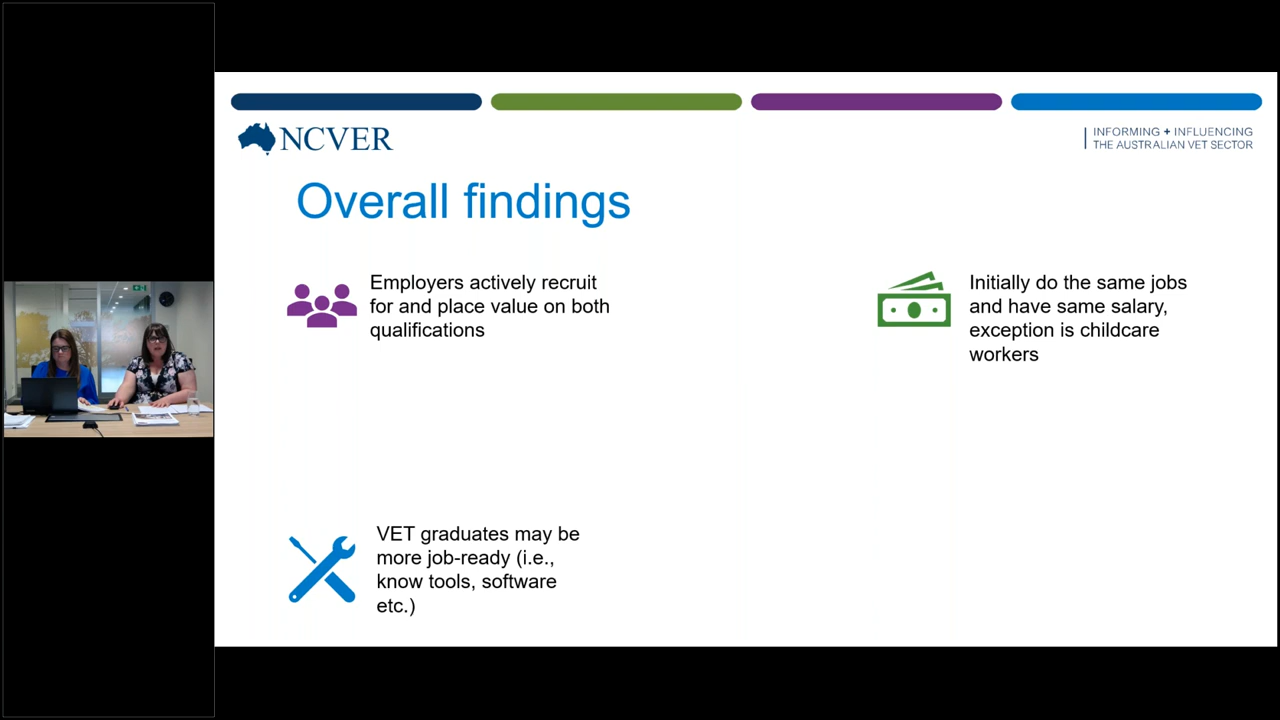 NCVER
INFORMING + INFLUENCING
THE AUSTRALIAN VET SECTOR
Overall findings
Employers actively recruit
for and place value on both
qualifications
Initially do the same jobs
and have same salary,
exception is childcare
workers
VET graduates may be
more job-ready (i.e.,
know tools, software
etc.)